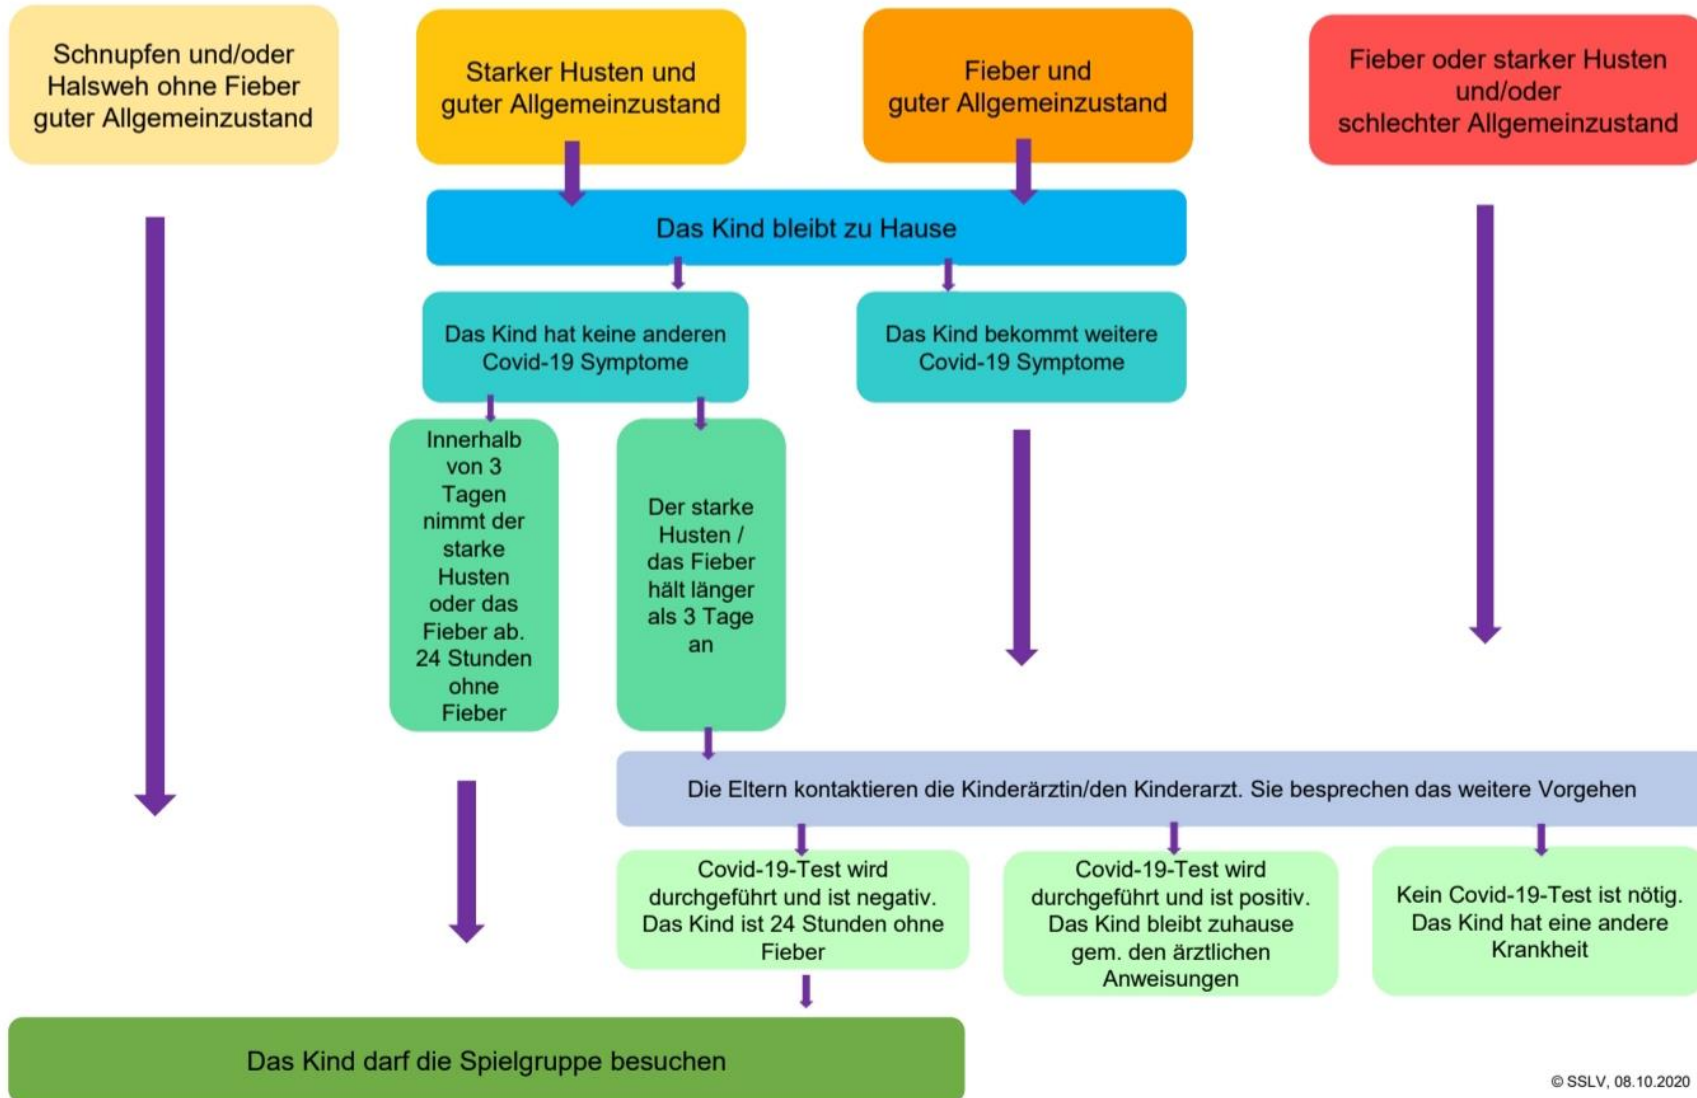 Schnupfen und/oder
Halsweh ohne Fieber
guter Allgemeinzustand
Starker Husten und
guter Allgemeinzustand
Fieber und
guter Allgemeinzustand
Fieber oder starker Husten
und/oder
schlechter Allgemeinzustand
Das Kind bleibt zu Hause
Das Kind hat keine anderen
Covid-19 Symptome
Das Kind bekommt weitere
Covid-19 Symptome
Innerhalb
von 3
Tagen
nimmt der
starke
Husten
oder das
Fieber ab.
24 Stunden
ohne
Fieber
Der starke
Husten /
das Fieber
hält länger
als 3 Tage
an
Die Eltern kontaktieren die Kinderärztin/den Kinderarzt. Sie besprechen das weitere Vorgehen
Covid-19-Test wird
durchgeführt und ist negativ.
Das Kind ist 24 Stunden ohne
Fieber
Covid-19-Test wird
durchgeführt und ist positiv.
Das Kind bleibt zuhause
gem. den ärztlichen
Anweisungen
Kein Covid-19-Test ist nötig.
Das Kind hat eine andere
Krankheit
Das Kind darf die Spielgruppe besuchen
© SSLV, 08.10.2020